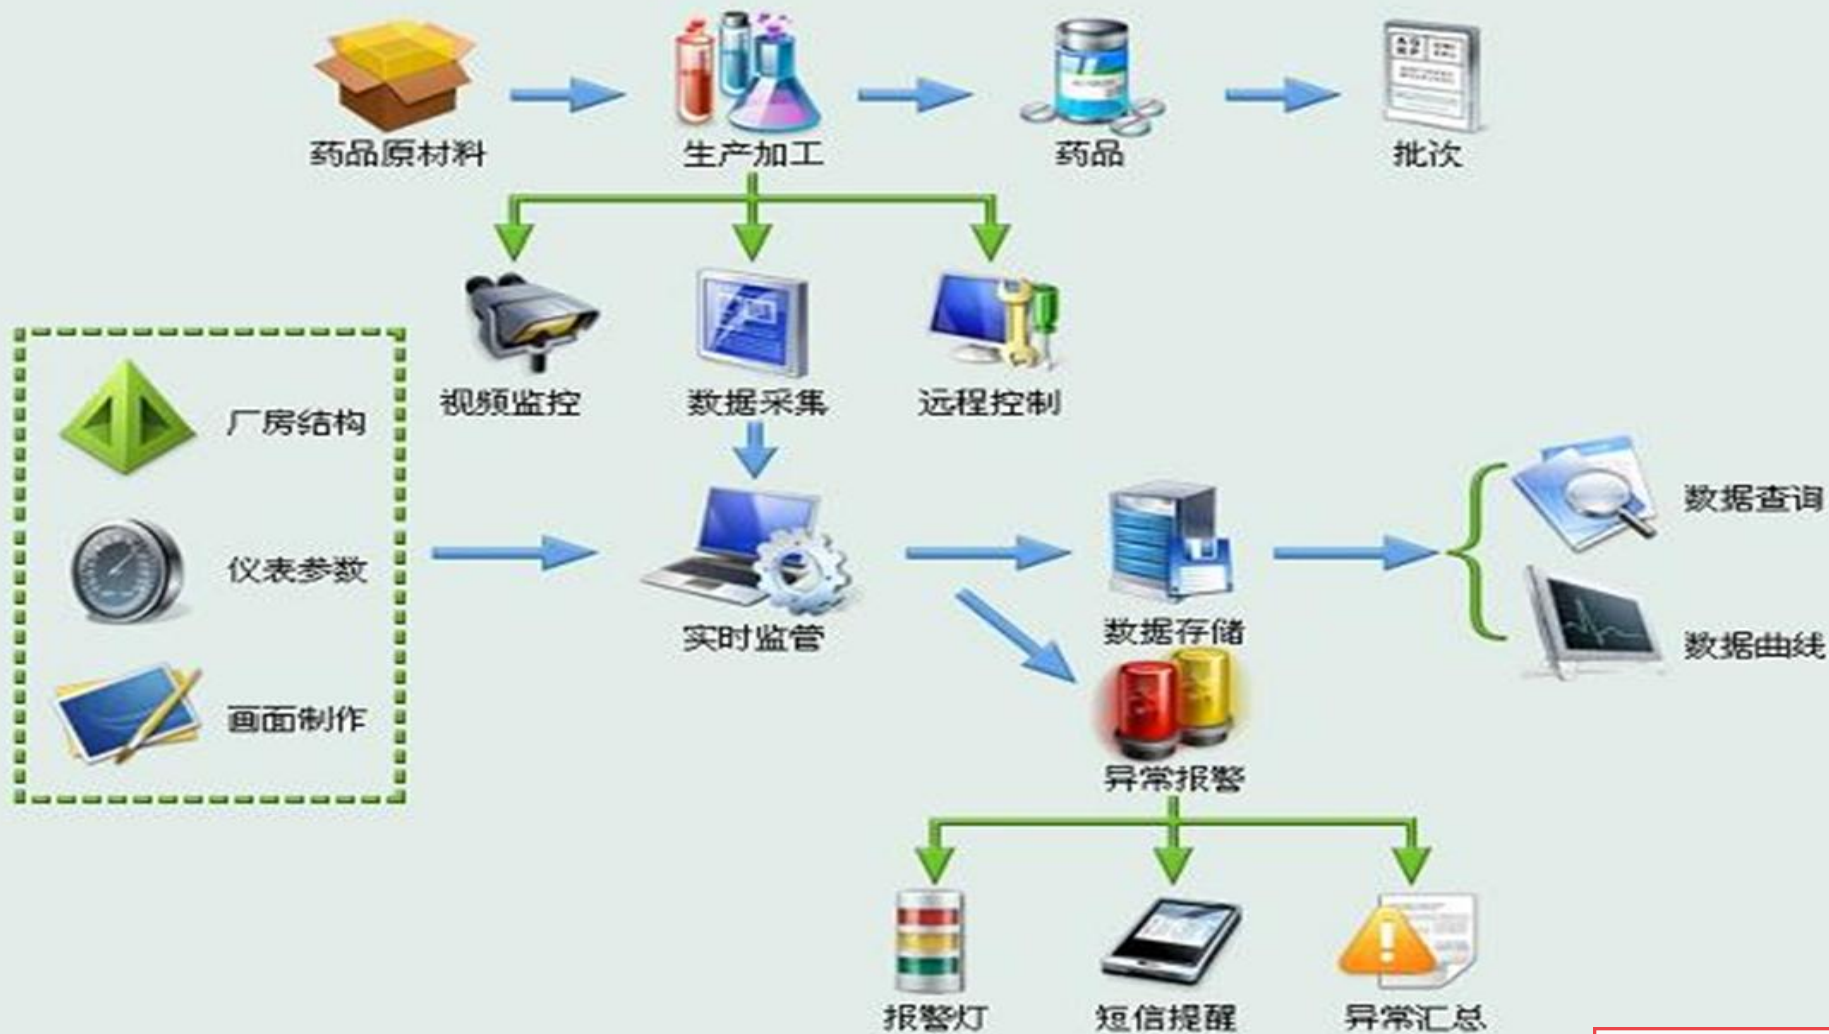 药品原材料
生产加工
药品
批次
视频监控
数据采集
远程控制
厂房结构
仪表参数
画面制作
实时监管
数据存储
数据查询
数据曲线
异常报警
报警灯
短信提醒
异常汇总